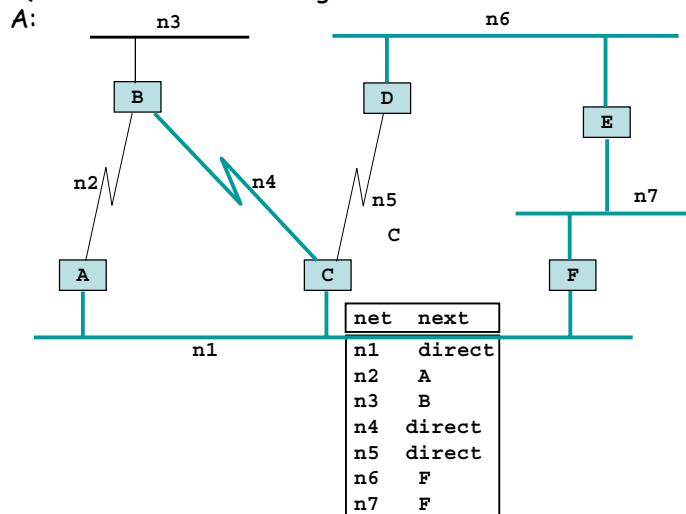 A:
n3
n6
B
D
E
n2
n4
n5
n7
C
A
C
F
net next
n1
n1 direct
n2 A
n3 B
n4 direct
n5 direct
n6 F
n7 F